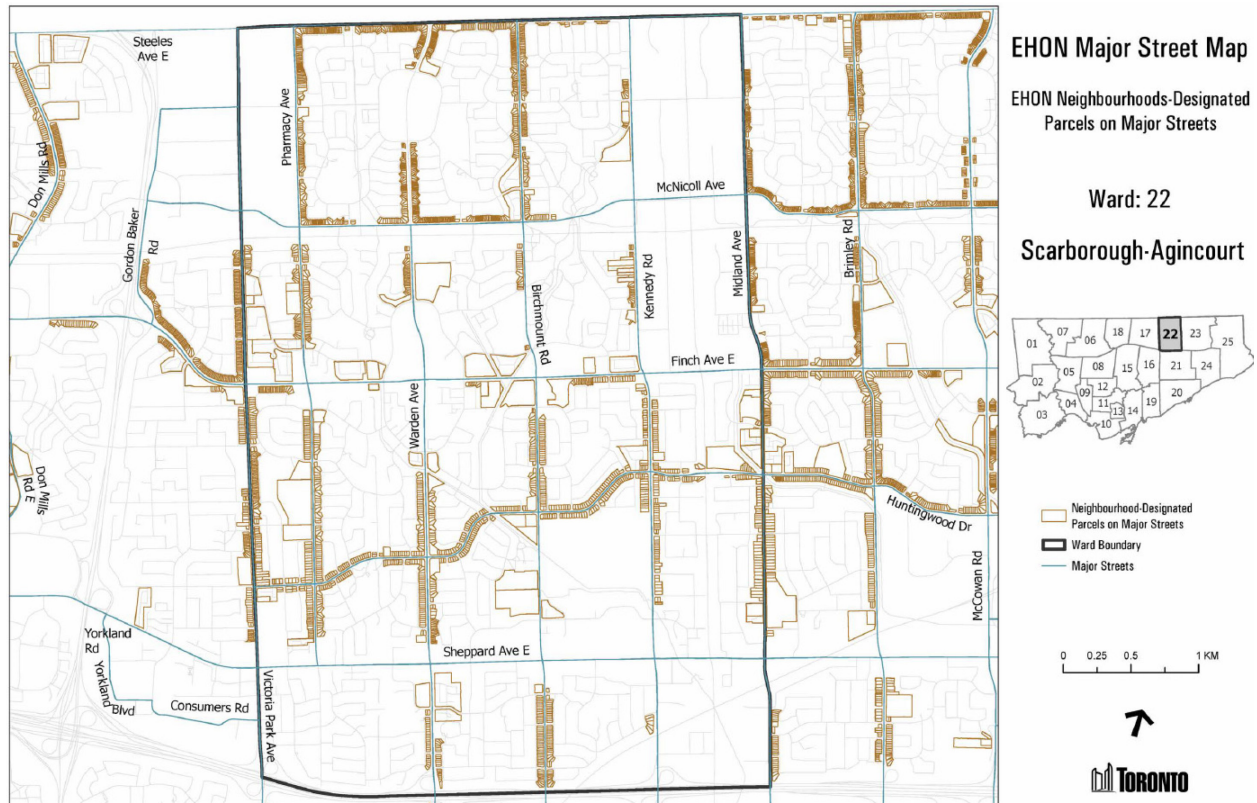 EHON Major Street Map
EHON Neighbourhoods-Designated
Parcels on Major Streets
Ward: 22
Scarborough-Agincourt
Steeles
Ave E
Don Mills Rd
Pharmacy Ave
McNicoll Ave
Gordon Baker
Rd
Birchmount Rd
Kennedy Rd
Midland Ave
Brimley Rd
Finch Ave E
Warden Ave
Don Mills
Rd E
Huntingwood Dr
McCowan Rd
Yorkland
Rd
Yorkland
Blvd
Consumers Rd
Victoria Park Ave
Sheppard Ave E
01
02
03
04
05
06
07
08
09
10
11
12
13
14
15
16
17
18
19
20
21
22
23
24
25
Neighbourhood-Designated
Parcels on Major Streets
Ward Boundary
Major Streets
0 0.25 0.5 1 KM
TORONTO